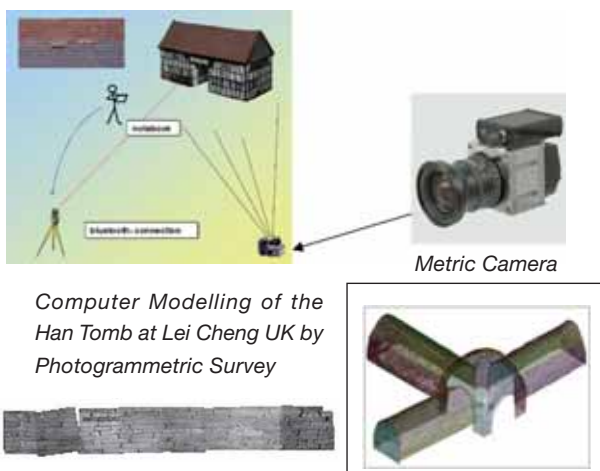 notebook
bluetooth-connection
Metric Camera
Computer Modelling of the
Han Tomb at Lei Cheng UK by
Photogrammetric Survey